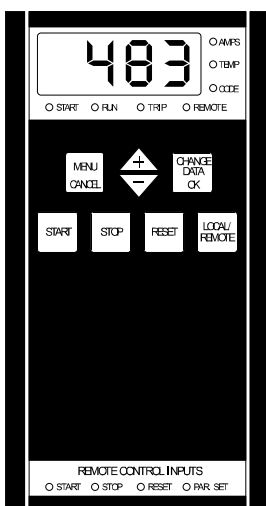 483
AMPS
TEMP
CODE
START RUN TRIP REMOTE
MENU
CANCEL
+
−
CHANGE
DATA
OK
START STOP RESET LOCAL/
REMOTE
REMOTE CONTROL INPUTS
START STOP RESET PAR. SET